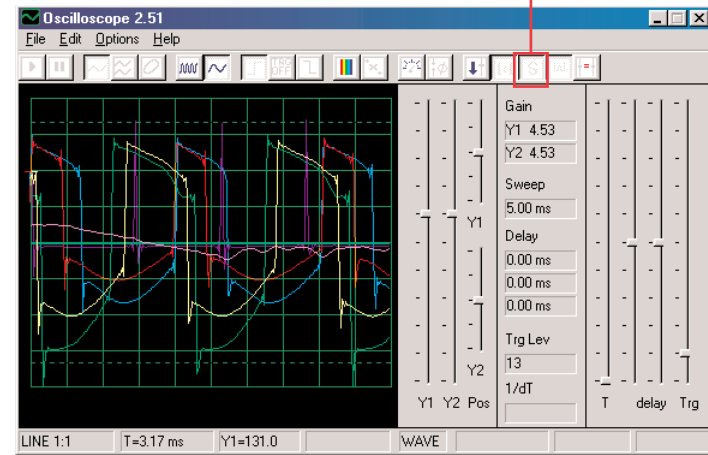 Oscilloscope 2.51
File Edit Options Help
TRG
OFF
S
Gain
Y1 4.53
Y2 4.53
Sweep
5.00 ms
Delay
0.00 ms
0.00 ms
0.00 ms
Trg Lev
13
1/dT
Y1
Y2
Y1 Y2 Pos
T delay Trg
LINE 1:1 T=3.17 ms Y1=131.0 WAVE